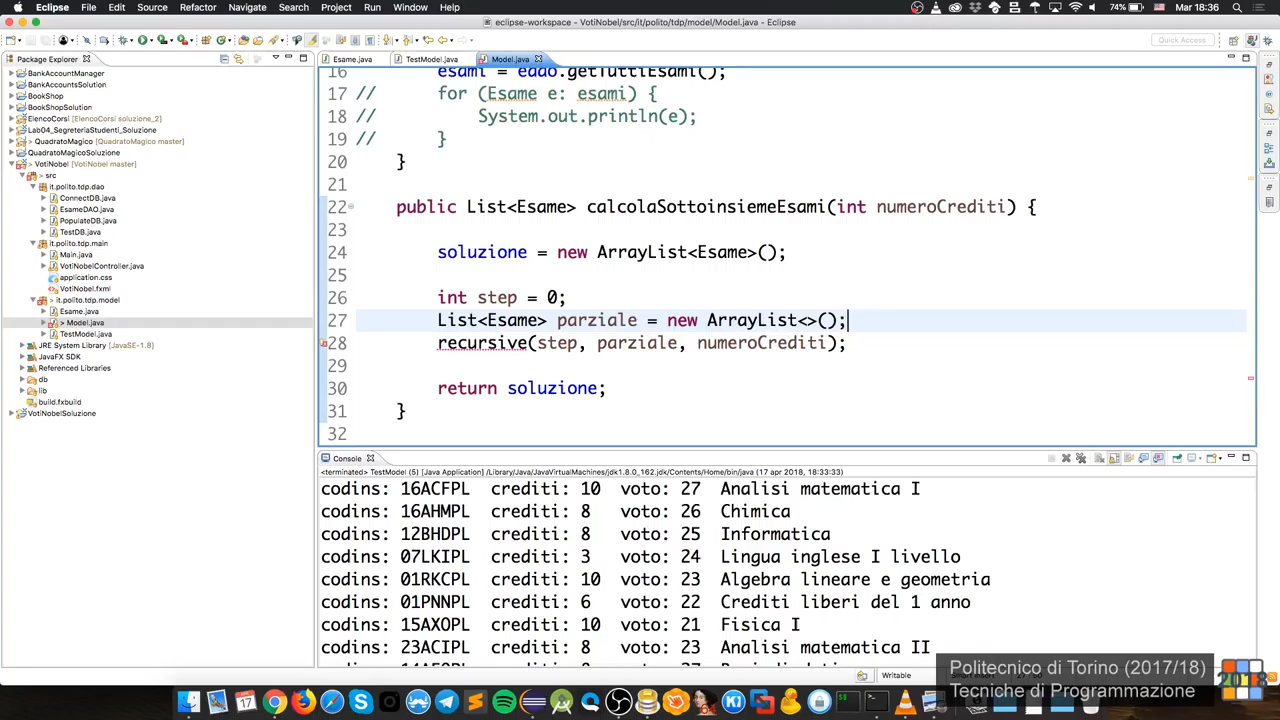 Eclipse File Edit Source Refactor Navigate Search Project Run Window Help 74% Mar 18:36
eclipse-workspace - VotiNobel/src/it/polito/tdp/model/Model.java - Eclipse
Quick Access
Package Explorer
BankAccountManager
BankAccountsSolution
BookShop
BookShopSolution
ElencoCorsi [ElencoCorsi soluzione_2]
Lab04_SegreteriaStudenti_Soluzione
> QuadratoMagico [QuadratoMagico master]
QuadratoMagicoSoluzione
> VotiNobel [VotiNobel master]
> src
it.polito.tdp.dao
ConnectDB.java
EsameDAO.java
PopulateDB.java
TestDB.java
it.polito.tdp.main
Main.java
VotiNobelController.java
application.css
VotiNobel.fxml
> it.polito.tdp.model
Esame.java
> Model.java
TestModel.java
JRE System Library [JavaSE-1.8]
JavaFX SDK
Referenced Libraries
db
lib
build.fxbuild
VotiNobelSoluzione
Esame.java TestModel.java Model.java
16 esami = edao.getTuttiEsami();
17 // for (Esame e: esami) {
18 // System.out.println(e);
19 // }
20 }
21
22 public List<Esame> calcolaSottoinsiemeEsami(int numeroCrediti) {
23
24 soluzione = new ArrayList<Esame>();
25
26 int step = 0;
27 List<Esame> parziale = new ArrayList<>();
28 recursive(step, parziale, numeroCrediti);
29
30 return soluzione;
31 }
32
Console
<terminated> TestModel (5) [Java Application] /Library/Java/JavaVirtualMachines/jdk1.8.0_162.jdk/Contents/Home/bin/java (17 apr 2018, 18:33:33)
codins: 16ACFPL crediti: 10 voto: 27 Analisi matematica I
codins: 16AHMPL crediti: 8 voto: 26 Chimica
codins: 12BHDPL crediti: 8 voto: 25 Informatica
codins: 07LKIPL crediti: 3 voto: 24 Lingua inglese I livello
codins: 01RKCPL crediti: 10 voto: 23 Algebra lineare e geometria
codins: 01PNNPL crediti: 6 voto: 22 Crediti liberi del 1 anno
codins: 15AXOPL crediti: 10 voto: 21 Fisica I
codins: 23ACIPL crediti: 8 voto: 23 Analisi matematica II
Writable
Politecnico di Torino (2017/18)
Tecniche di Programmazione